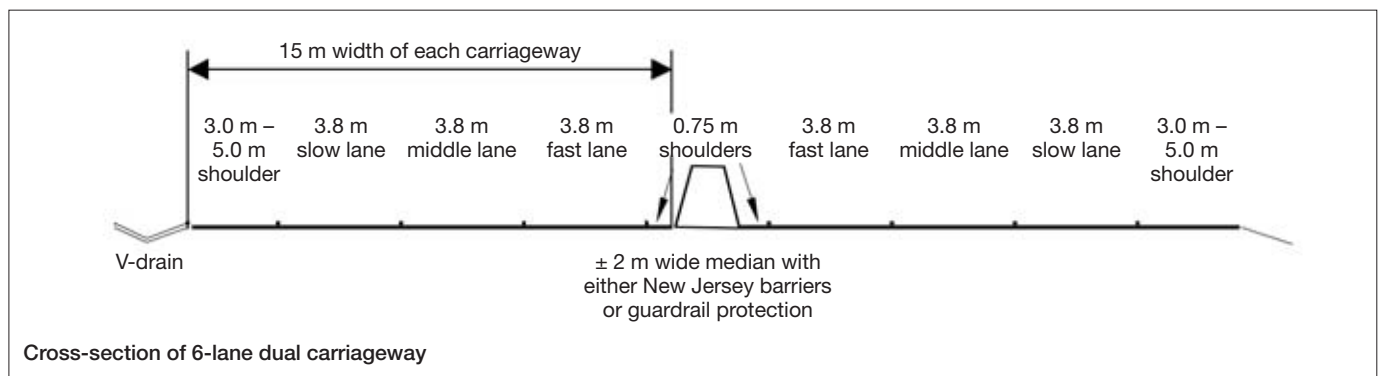 15 m width of each carriageway
3.0 m –
5.0 m
shoulder
3.8 m
slow lane
3.8 m
middle lane
3.8 m
fast lane
0.75 m
shoulders
3.8 m
fast lane
3.8 m
middle lane
3.8 m
slow lane
3.0 m –
5.0 m
shoulder
V-drain
± 2 m wide median with
either New Jersey barriers
or guardrail protection
Cross-section of 6-lane dual carriageway